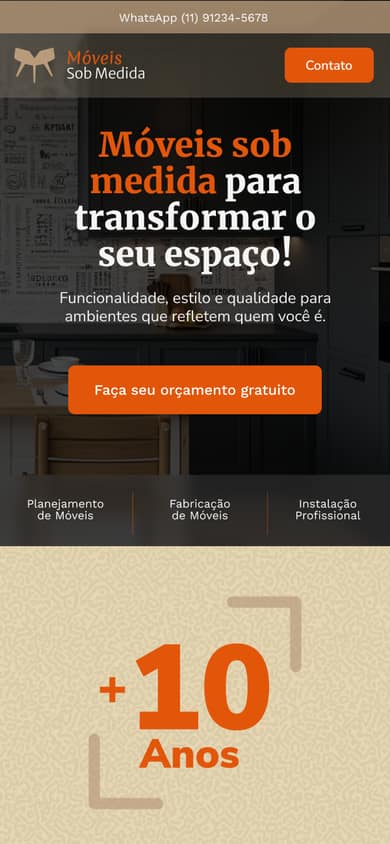 WhatsApp (11) 91234-5678
Móveis
Sob Medida
Contato
Móveis sob
medida para
transformar o
seu espaço!
Funcionalidade, estilo e qualidade para
ambientes que refletem quem você é.
Faça seu orçamento gratuito
Planejamento
de Móveis
Fabricação
de Móveis
Instalação
Profissional
+10
Anos